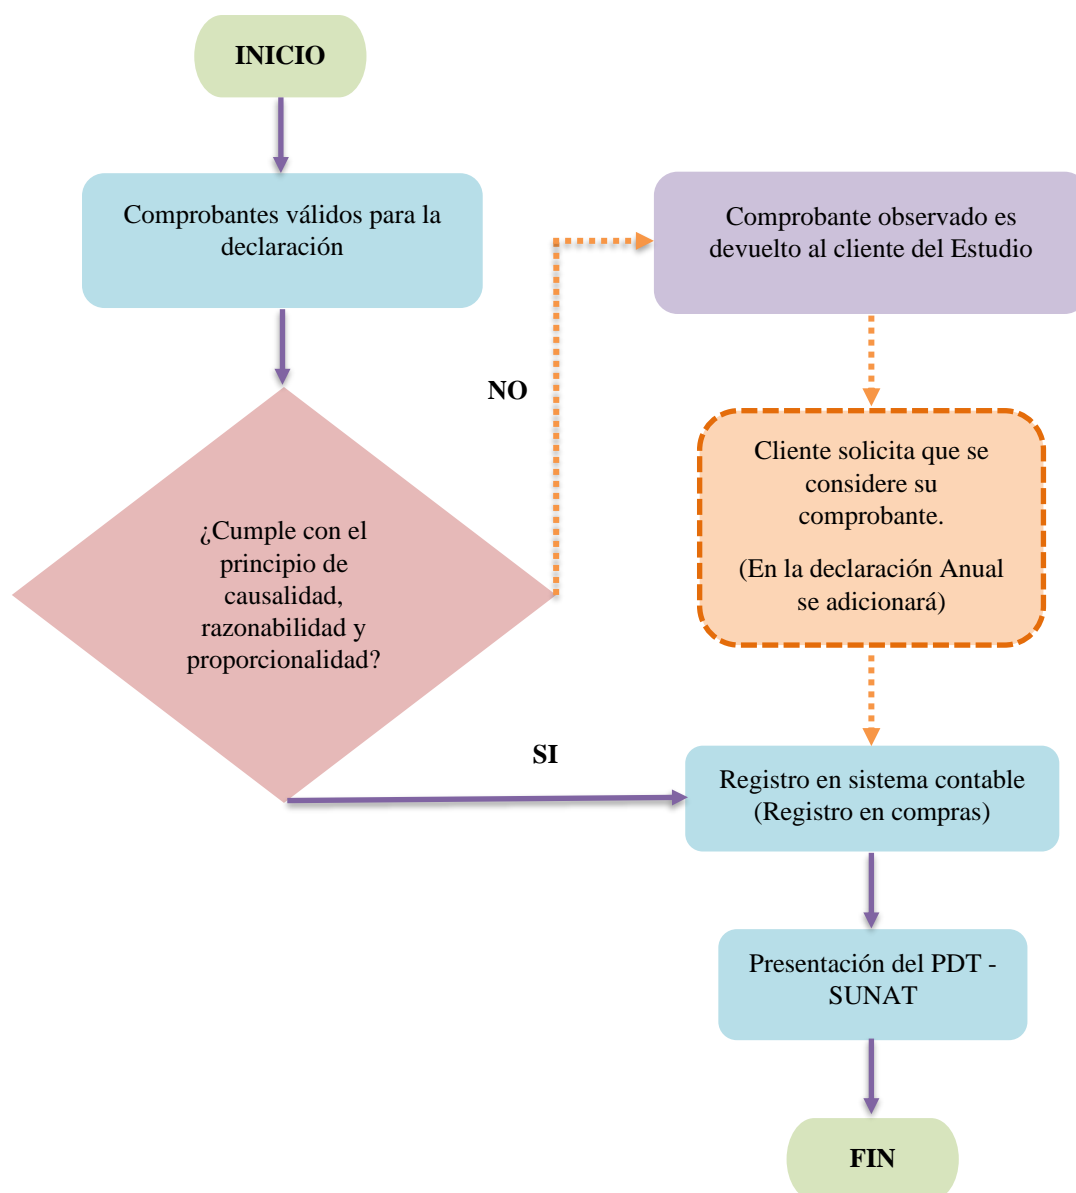 INICIO
Comprobantes válidos para la
declaración
¿Cumple con el
principio de
causalidad,
razonabilidad y
proporcionalidad?
NO
Comprobante observado es
devuelto al cliente del Estudio
Cliente solicita que se
considere su
comprobante.
(En la declaración Anual
se adicionará)
SI
Registro en sistema contable
(Registro en compras)
Presentación del PDT -
SUNAT
FIN